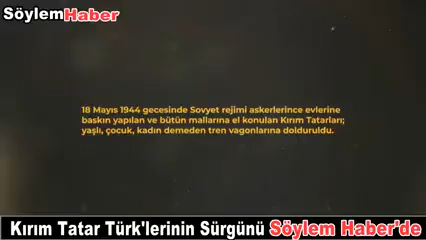 SöylemHaber
18 Mayıs 1944 gecesinde Sovyet rejimi askerlerince evlerine
baskın yapılan ve bütün mallarına el konulan Kırım Tatarları;
yaşlı, çocuk, kadın demeden tren vagonlarına dolduruldu.
Kırım Tatar Türk'lerinin Sürgünü Söylem Haber'de